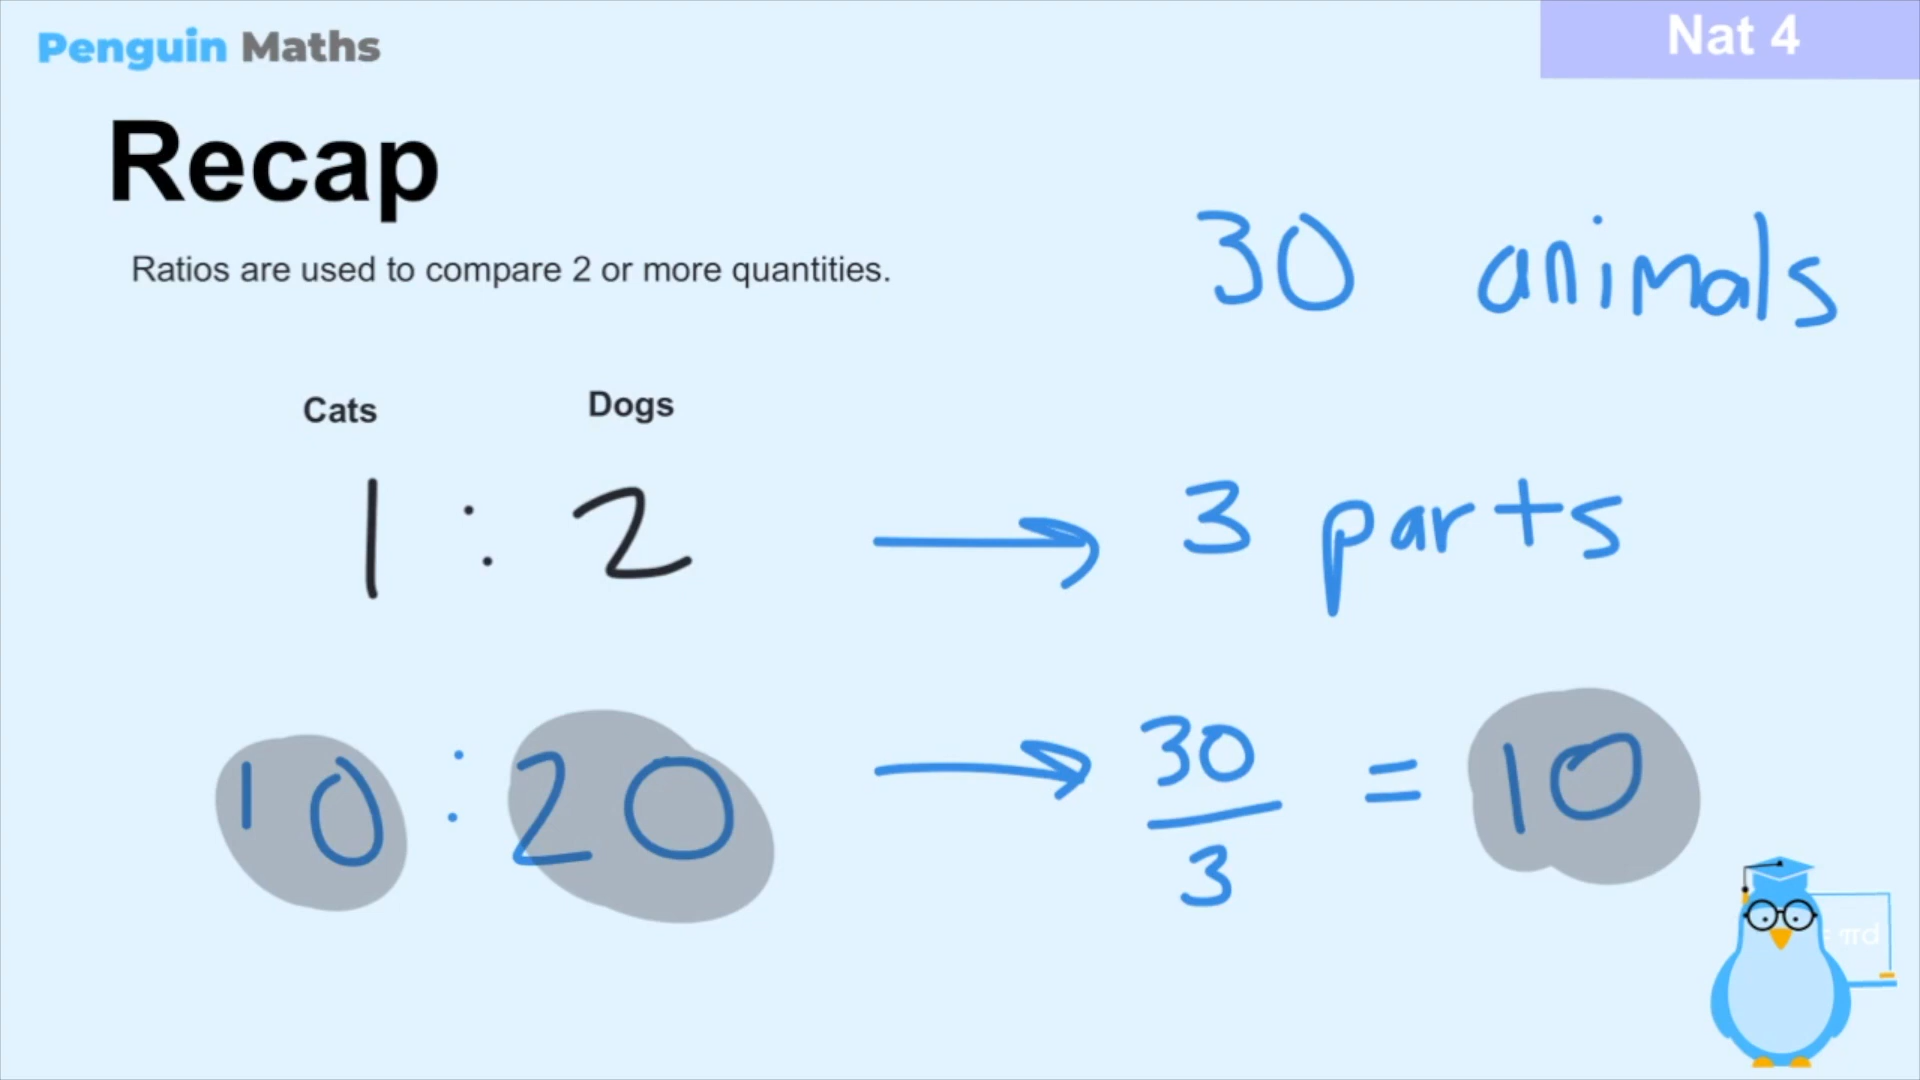 Penguin Maths
Nat 4
Recap
Ratios are used to compare 2 or more quantities.
30 animals
Cats Dogs
1 : 2 → 3 parts
10 : 20 → 30/3 = 10
πd